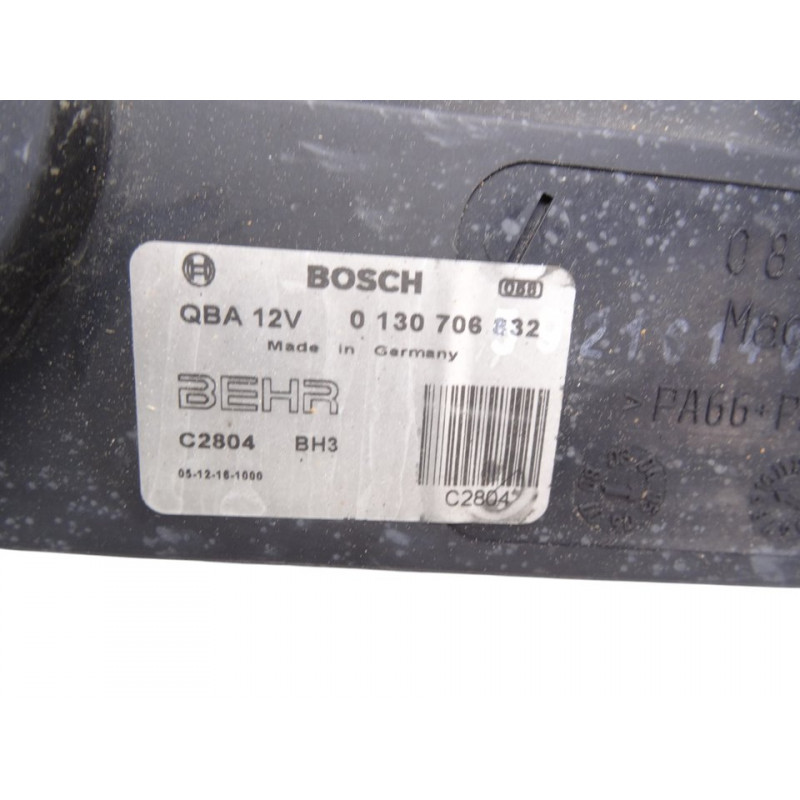 BOSCH 058
QBA 12V 0 130 706 832
Made in Germany
BEHR
C2804 BH3
05-12-16-1000
C2804
>PA66+